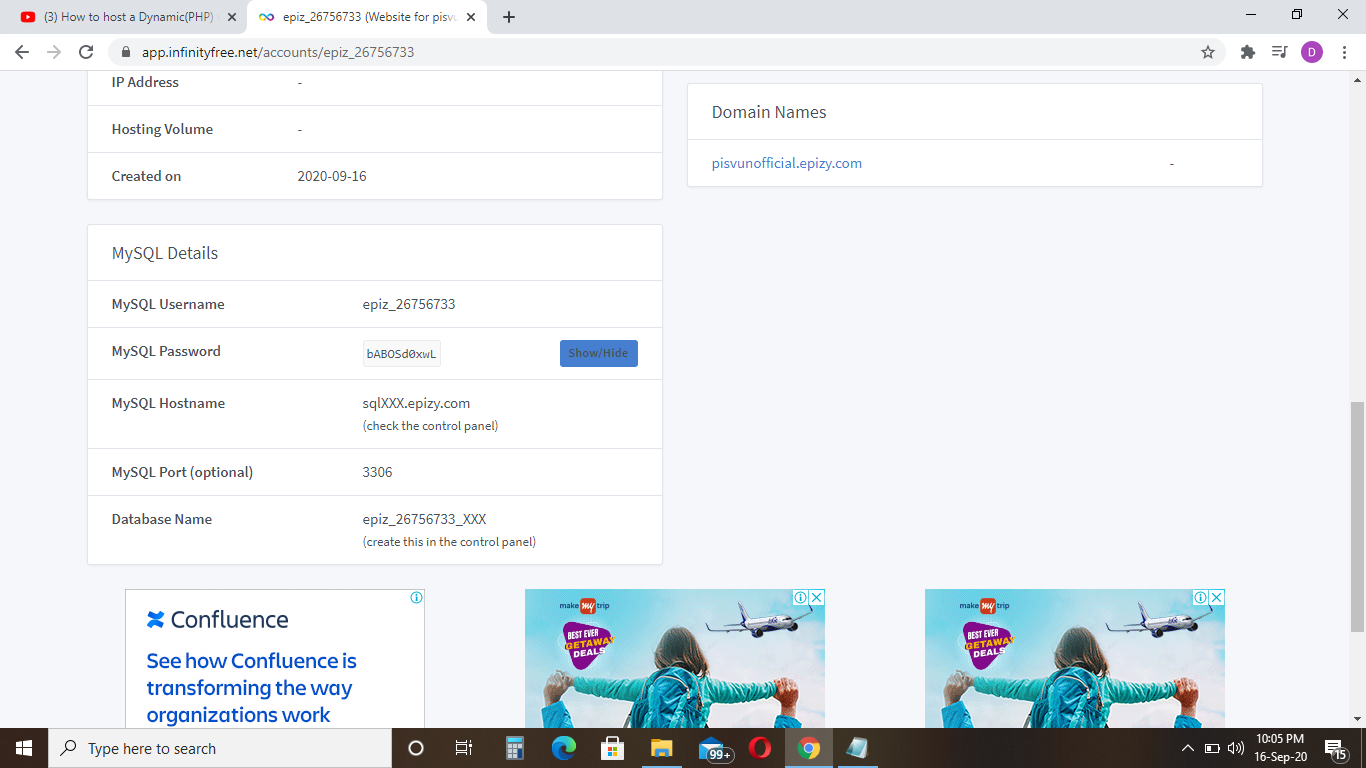 (3) How to host a Dynamic(PHP)
epiz_26756733 (Website for pisvu
app.infinityfree.net/accounts/epiz_26756733
D
IP Address -
Hosting Volume -
Created on 2020-09-16
Domain Names
pisvunofficial.epizy.com -
MySQL Details
MySQL Username epiz_26756733
MySQL Password bABOSd0xwL Show/Hide
MySQL Hostname sqlXXX.epizy.com
(check the control panel)
MySQL Port (optional) 3306
Database Name epiz_26756733_XXX
(create this in the control panel)
Confluence
See how Confluence is
transforming the way
organizations work
make my trip
BEST EVER
GETAWAY
DEALS
make my trip
BEST EVER
GETAWAY
DEALS
Type here to search
99+
10:05 PM
16-Sep-20
15